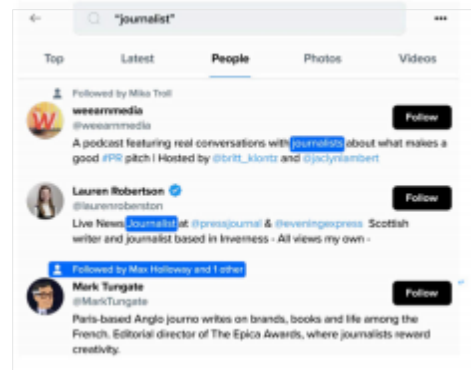 "journalist"
Top Latest People Photos Videos
Followed by Mika Troll
weearnmedia
@weearnmedia
Follow
A podcast featuring real conversations with journalists about what makes a
good #PR pitch | Hosted by @britt_klontz and @jaclynlambert
Lauren Robertson
@laurenroberston
Follow
Live News Journalist at @pressjournal & @eveningexpress Scottish
writer and journalist based in Inverness - All views my own -
Followed by Max Holloway and 1 other
Mark Tungate
@MarkTungate
Follow
Paris-based Anglo journo writes on brands, books and life among the
French. Editorial director of The Epica Awards, where journalists reward
creativity.